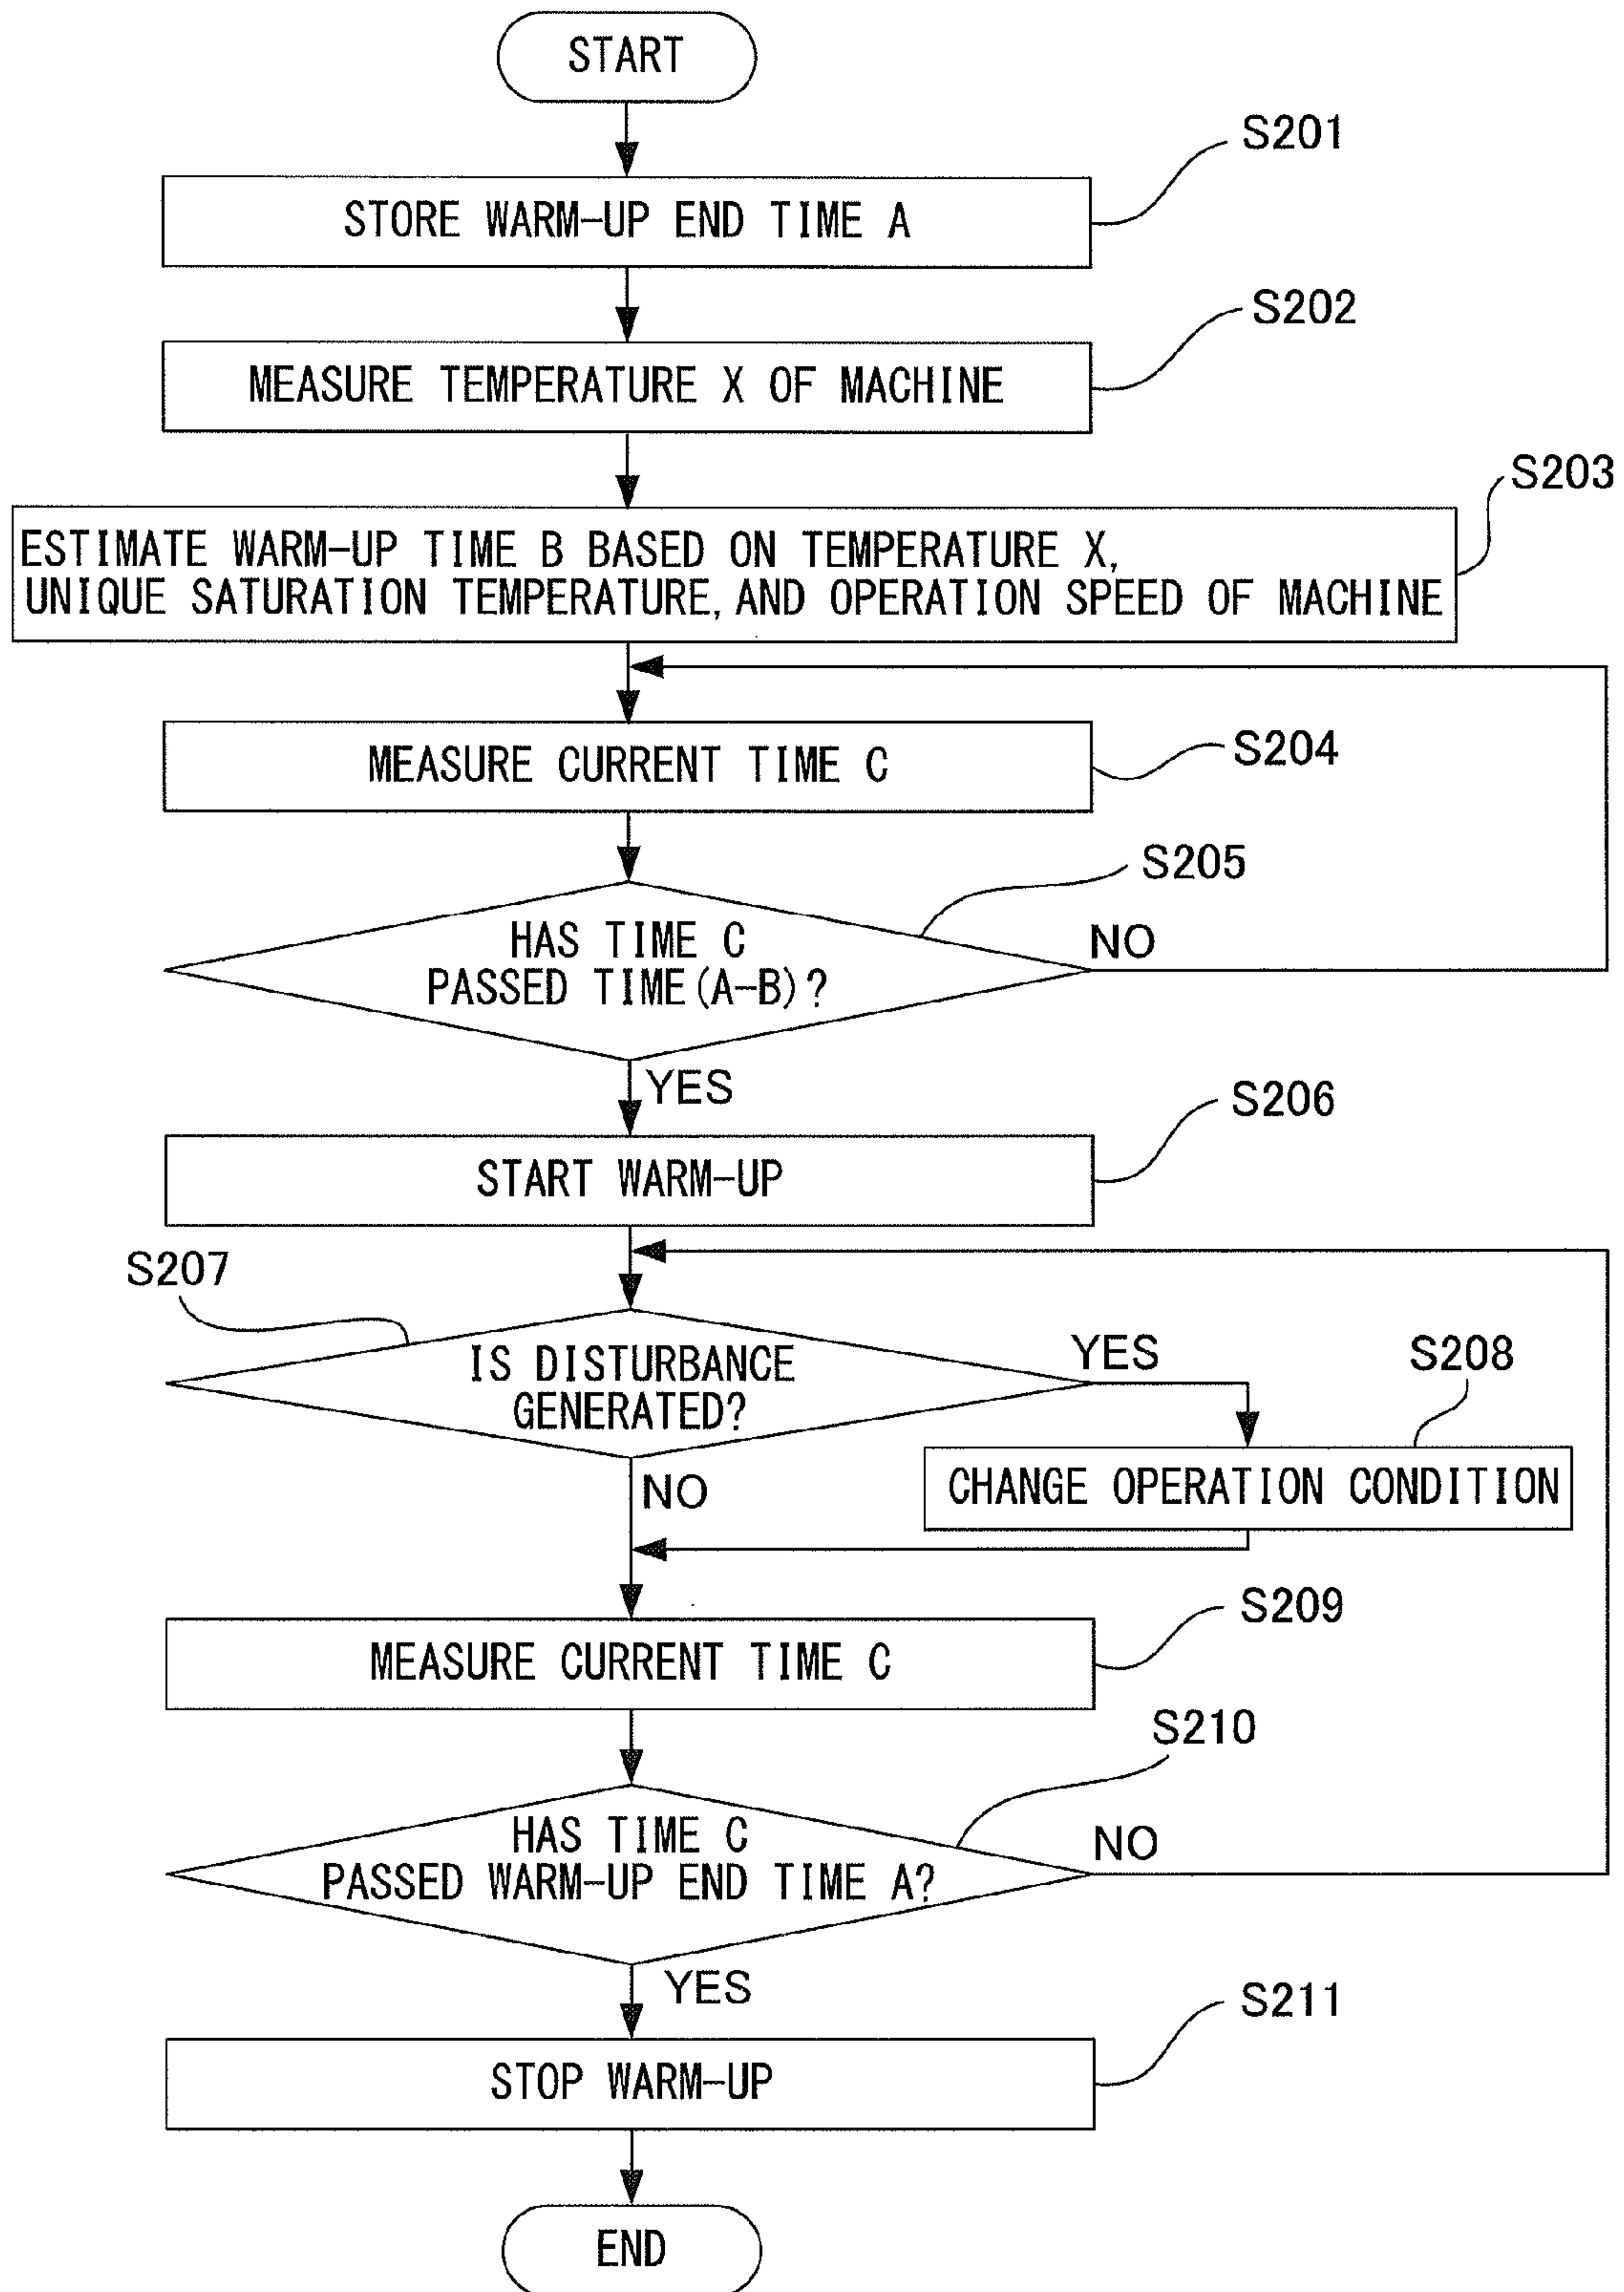 START
S201
STORE WARM-UP END TIME A
S202
MEASURE TEMPERATURE X OF MACHINE
S203
ESTIMATE WARM-UP TIME B BASED ON TEMPERATURE X,
UNIQUE SATURATION TEMPERATURE, AND OPERATION SPEED OF MACHINE
S204
MEASURE CURRENT TIME C
S205
HAS TIME C
PASSED TIME(A-B)?
NO
YES
S206
START WARM-UP
S207
IS DISTURBANCE
GENERATED?
YES
S208
CHANGE OPERATION CONDITION
NO
S209
MEASURE CURRENT TIME C
S210
HAS TIME C
PASSED WARM-UP END TIME A?
NO
YES
S211
STOP WARM-UP
END